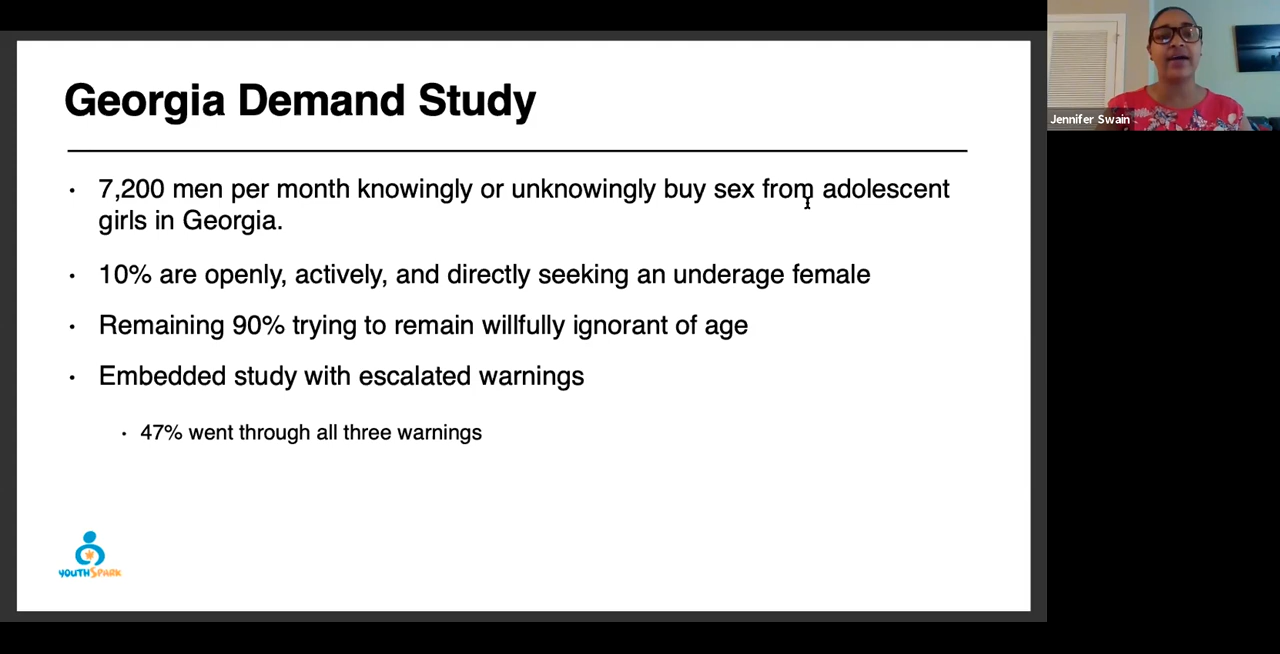 Georgia Demand Study
• 7,200 men per month knowingly or unknowingly buy sex from adolescent
girls in Georgia.
• 10% are openly, actively, and directly seeking an underage female
• Remaining 90% trying to remain willfully ignorant of age
• Embedded study with escalated warnings
• 47% went through all three warnings
YOUTHSPARK
Jennifer Swain